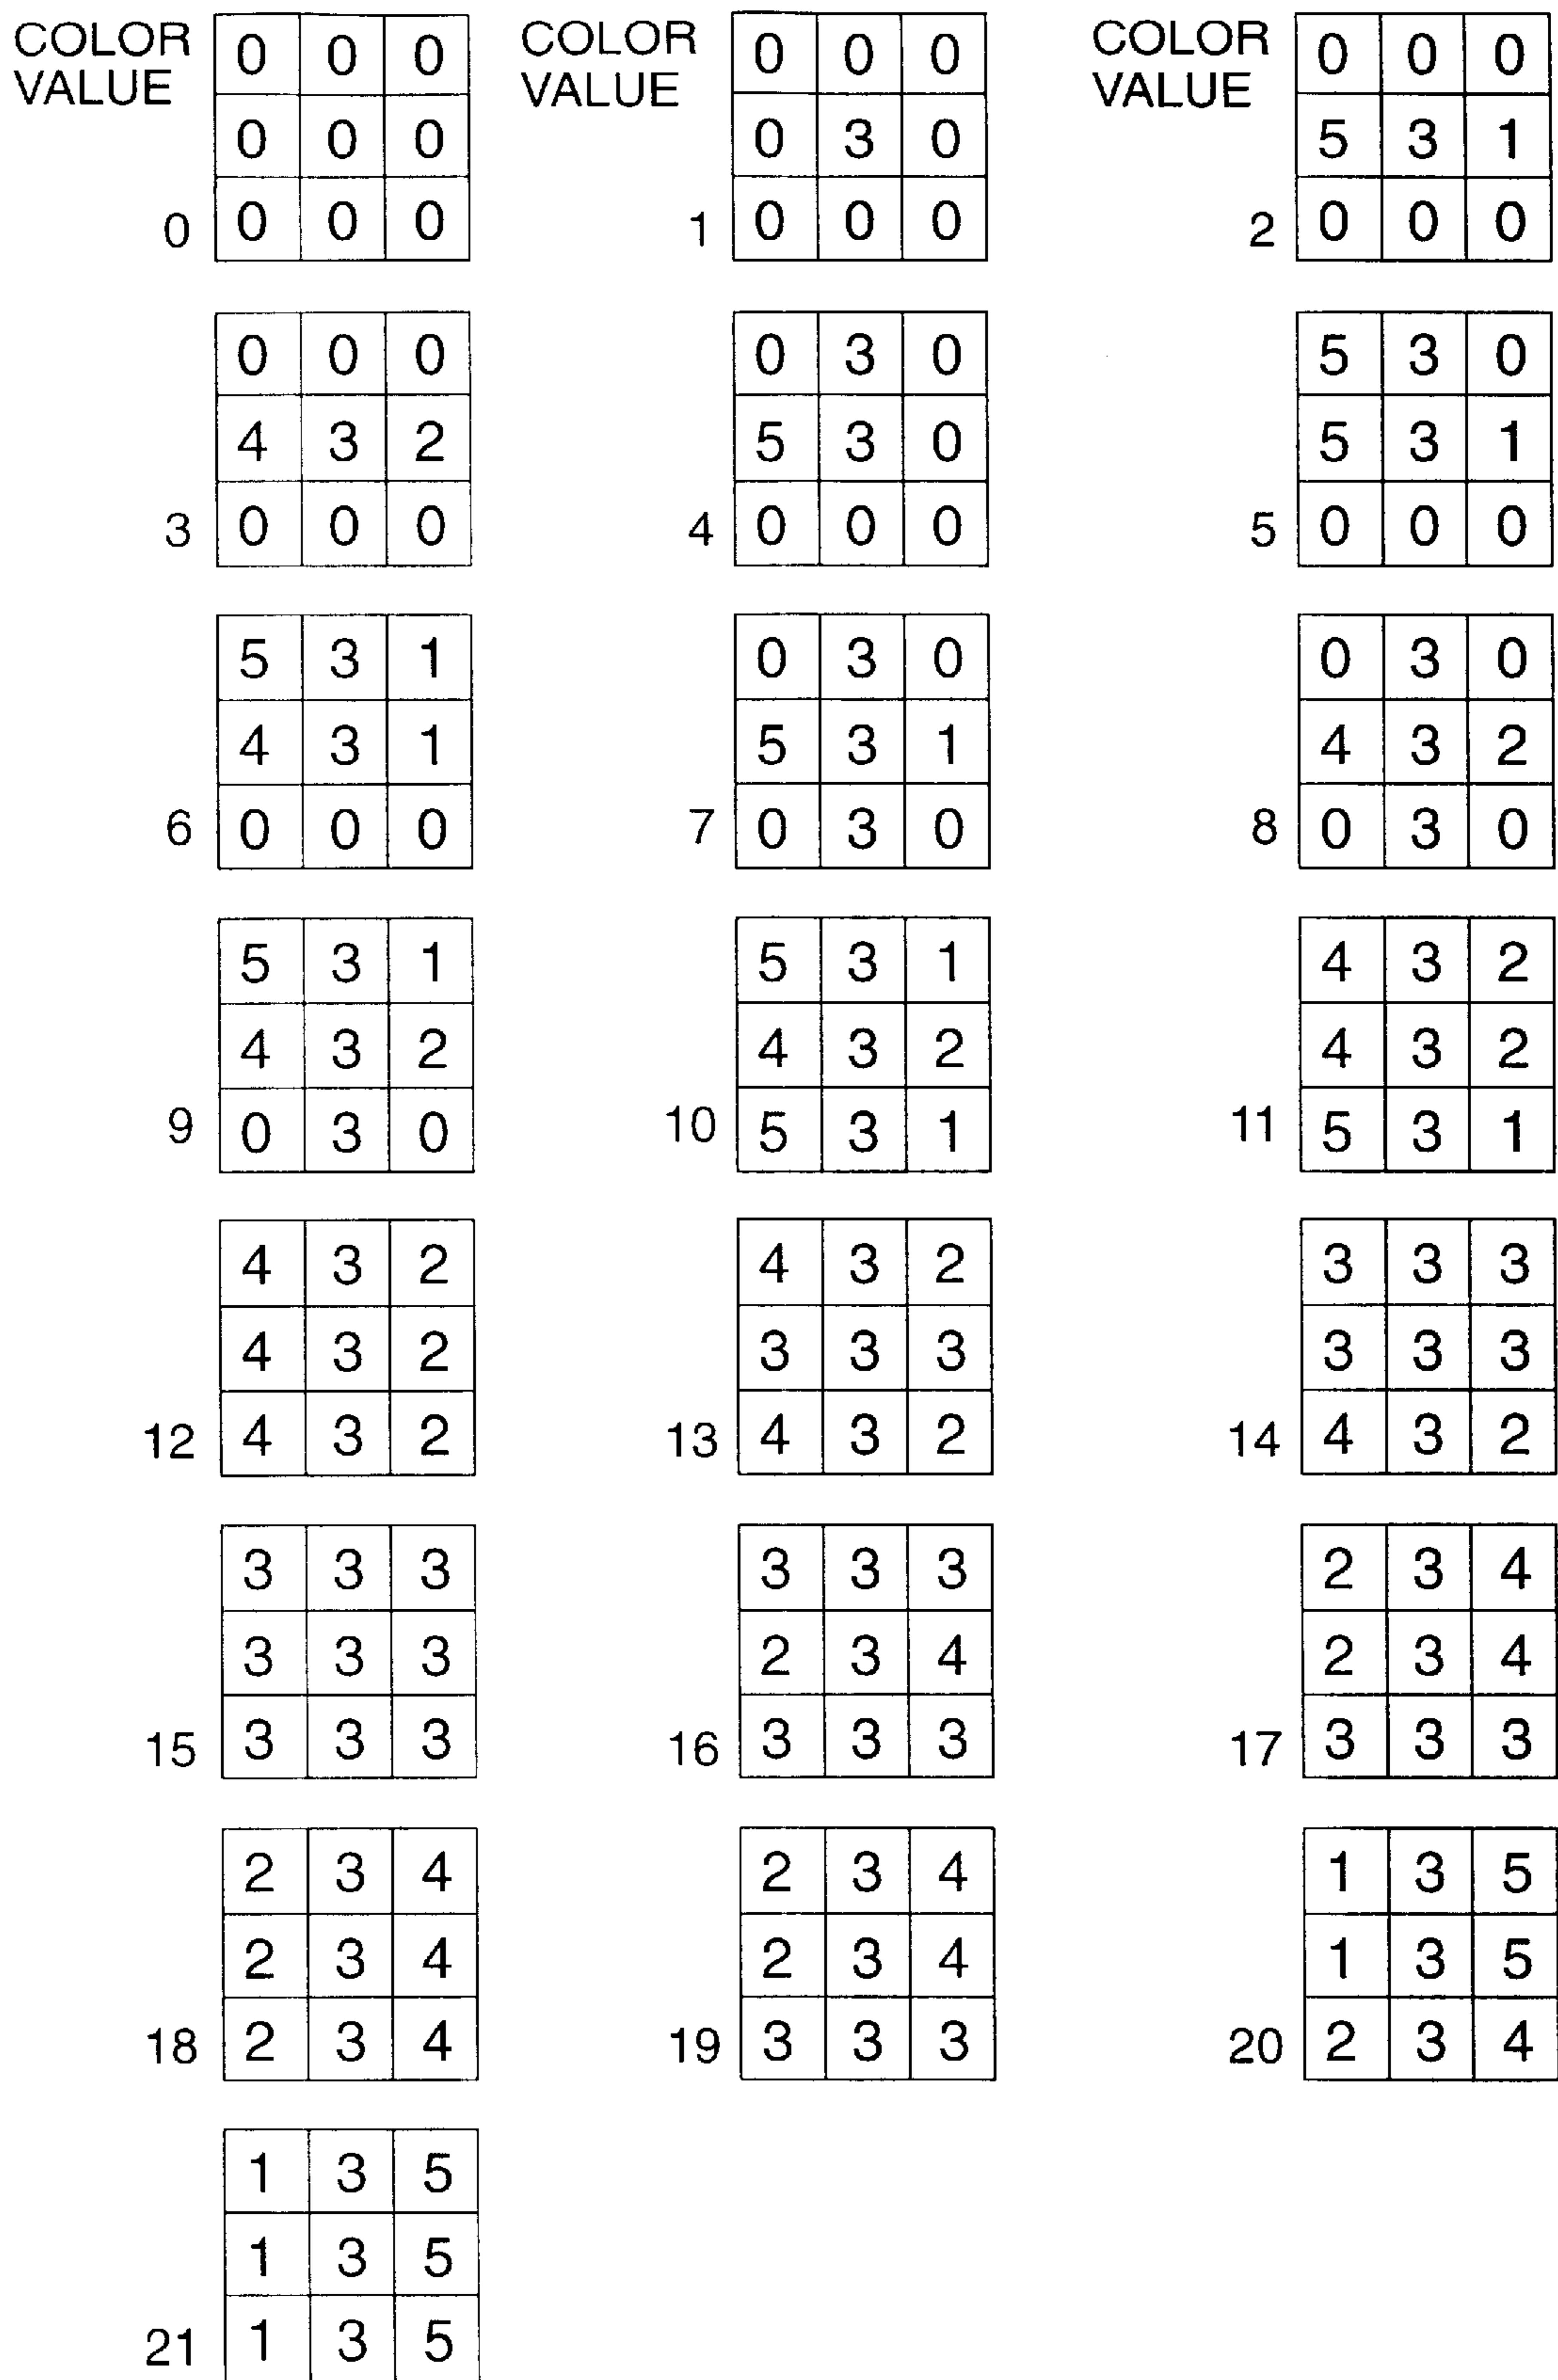 COLOR VALUE 0 0 0 COLOR VALUE 0 0 0 COLOR VALUE 0 0 0
0 0 0 0 3 0 5 3 1
0 0 0 0 1 0 0 0 2 0 0 0
0 0 0 0 3 0 5 3 0
4 3 2 5 3 0 5 3 1
3 0 0 0 4 0 0 0 5 0 0 0
5 3 1 0 3 0 0 3 0
4 3 1 5 3 1 4 3 2
6 0 0 0 7 0 3 0 8 0 3 0
5 3 1 5 3 1 4 3 2
4 3 2 4 3 2 4 3 2
9 0 3 0 10 5 3 1 11 5 3 1
4 3 2 4 3 2 3 3 3
4 3 2 3 3 3 3 3 3
12 4 3 2 13 4 3 2 14 4 3 2
3 3 3 3 3 3 2 3 4
3 3 3 2 3 4 2 3 4
15 3 3 3 16 3 3 3 17 3 3 3
2 3 4 2 3 4 1 3 5
2 3 4 2 3 4 1 3 5
18 2 3 4 19 3 3 3 20 2 3 4
1 3 5
1 3 5
21 1 3 5